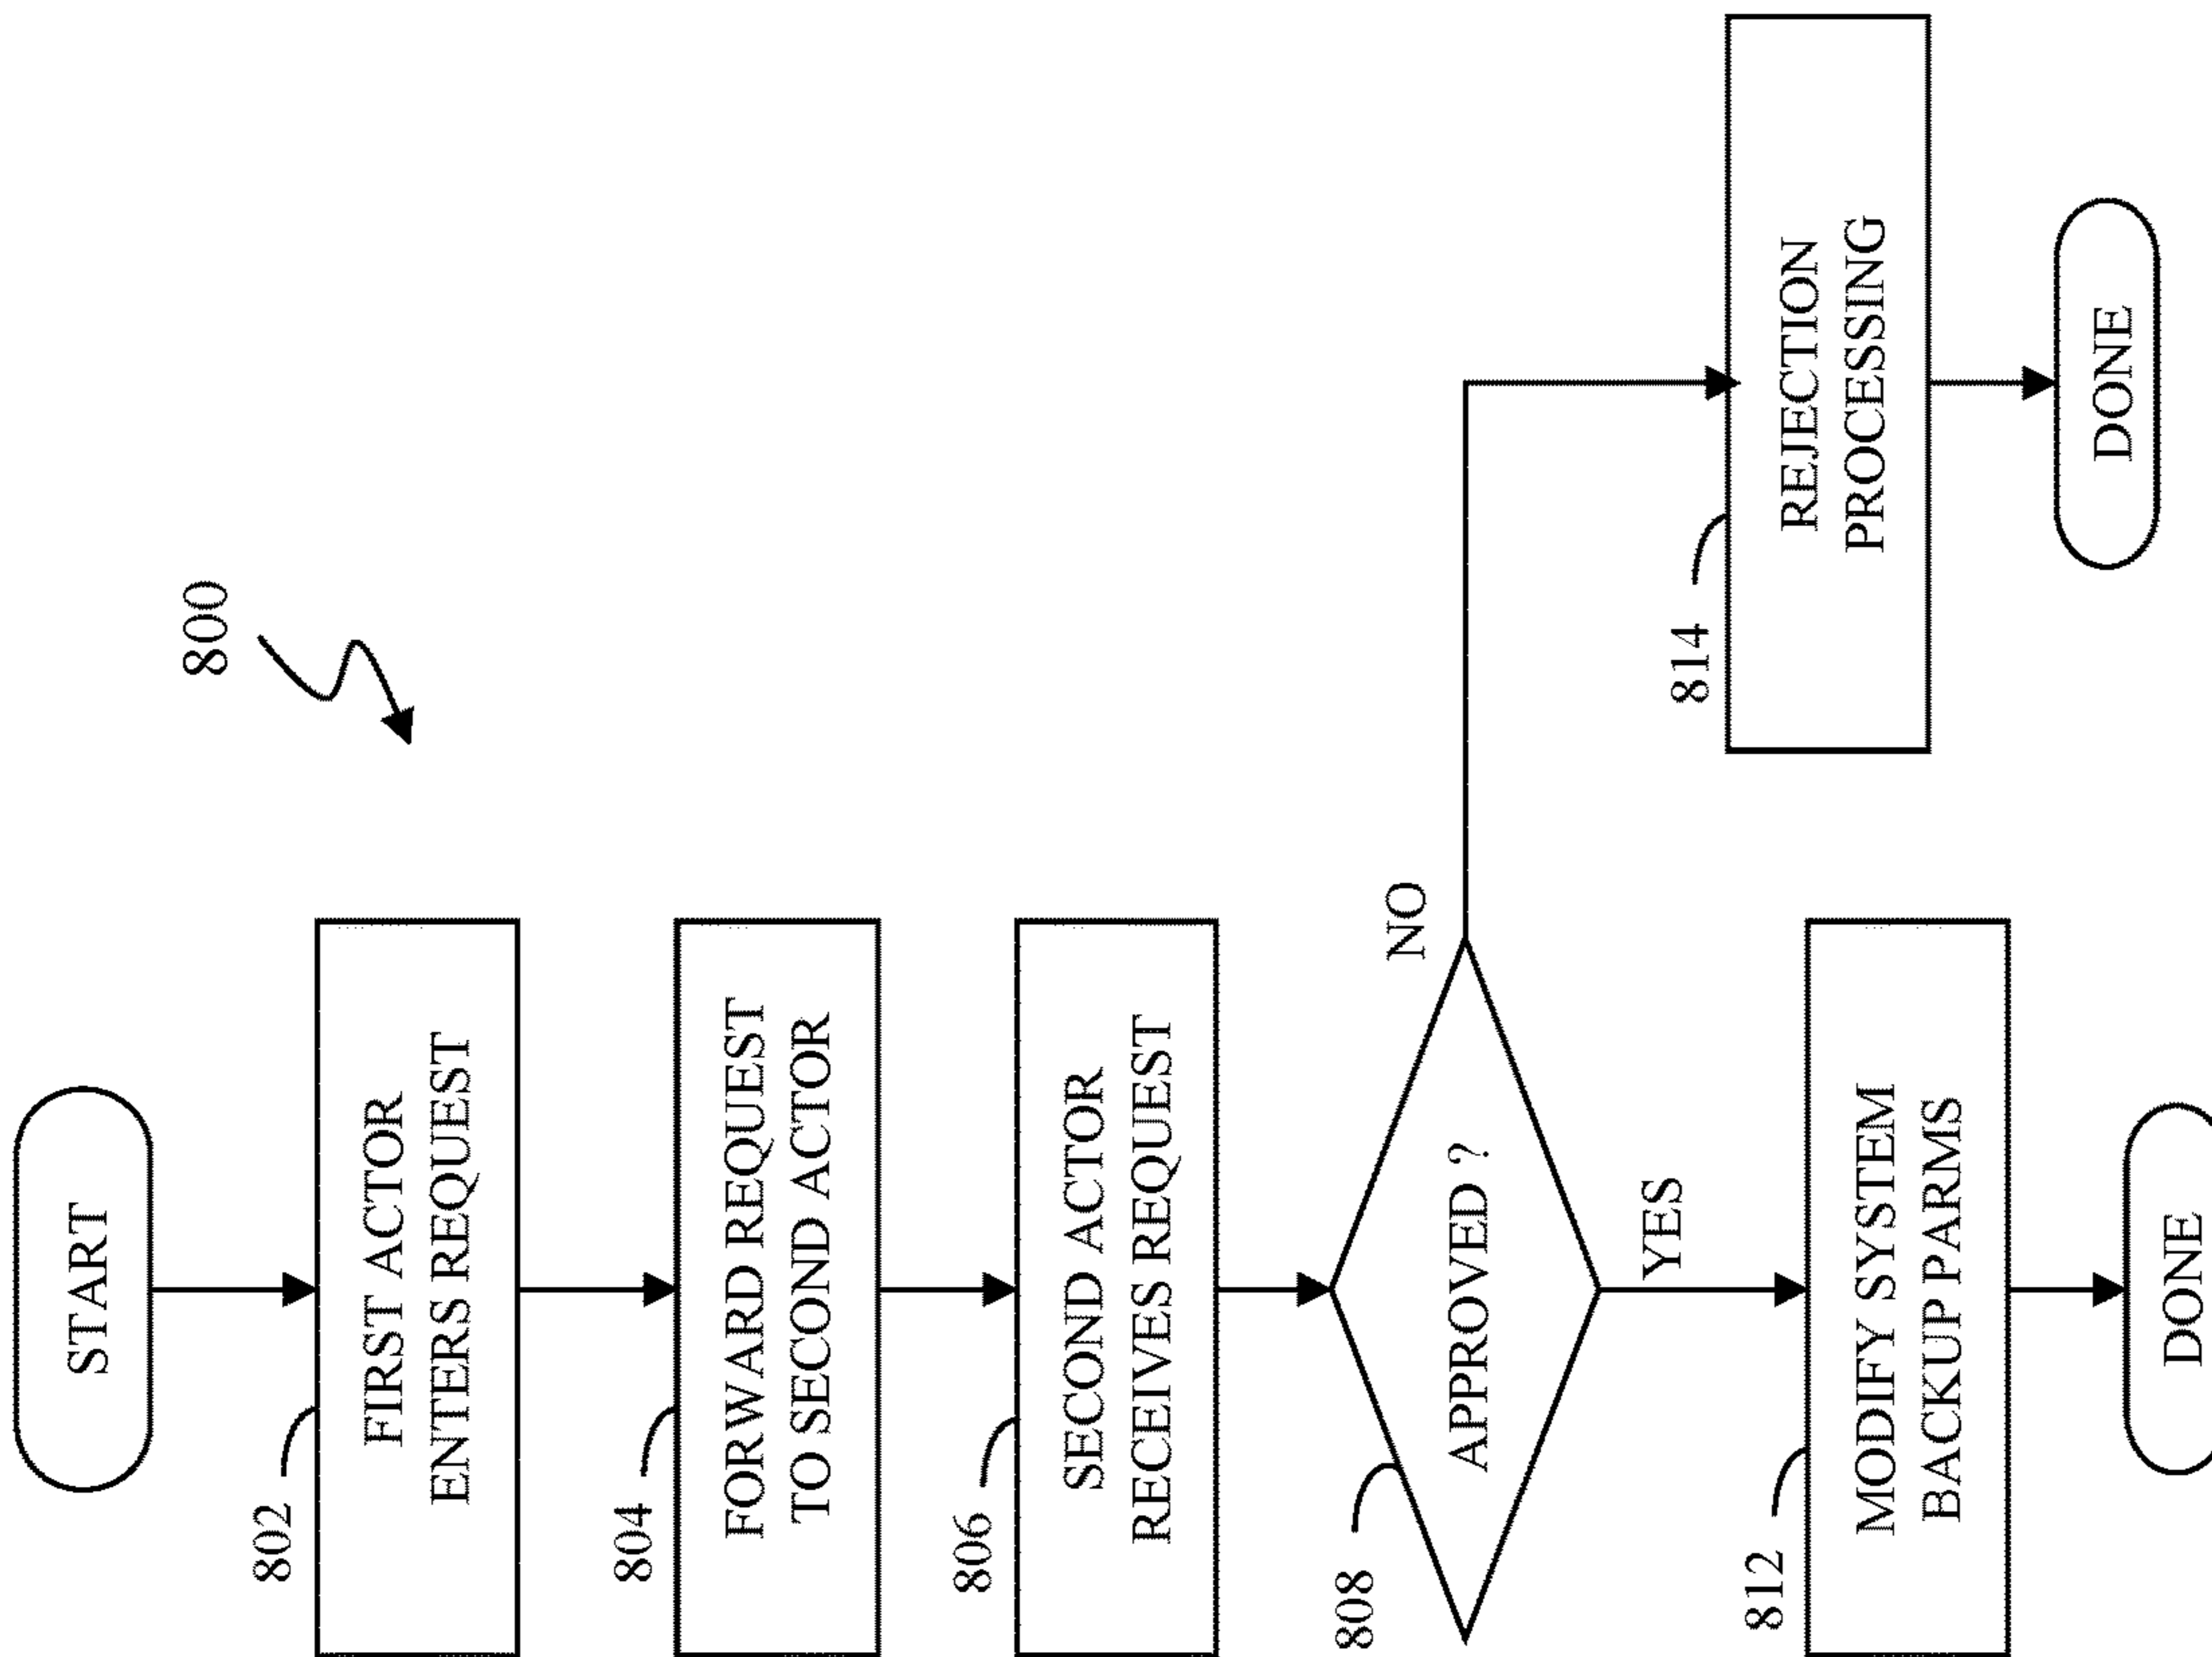 800
START
802
FIRST ACTOR
ENTERS REQUEST
804
FORWARD REQUEST
TO SECOND ACTOR
806
SECOND ACTOR
RECEIVES REQUEST
808
APPROVED ?
NO
YES
812
MODIFY SYSTEM
BACKUP PARMS
DONE
814
REJECTION
PROCESSING
DONE